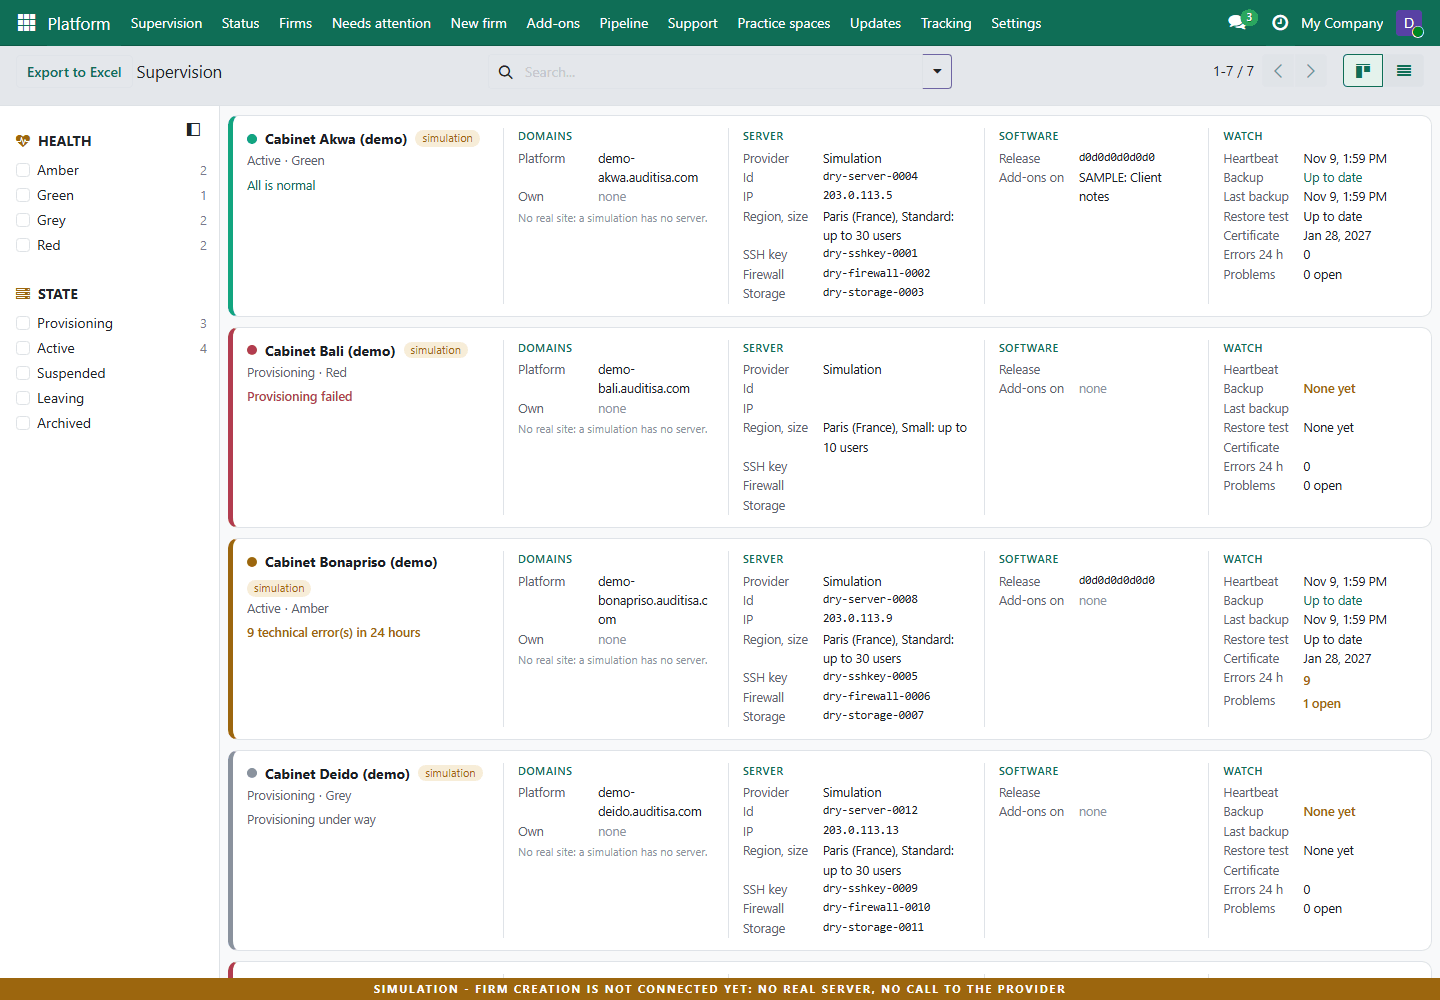 Platform Supervision Status Firms Needs attention New firm Add-ons Pipeline Support Practice spaces Updates Tracking Settings 3 My Company D
Export to Excel Supervision Search... 1-7 / 7
HEALTH
Amber 2
Green 1
Grey 2
Red 2
STATE
Provisioning 3
Active 4
Suspended
Leaving
Archived
Cabinet Akwa (demo) simulation
Active · Green
All is normal
DOMAINS
Platform demo-
akwa.auditisa.com
Own none
No real site: a simulation has no server.
SERVER
Provider Simulation
Id dry-server-0004
IP 203.0.113.5
Region, size Paris (France), Standard:
up to 30 users
SSH key dry-sshkey-0001
Firewall dry-firewall-0002
Storage dry-storage-0003
SOFTWARE
Release d0d0d0d0d0d0
Add-ons on SAMPLE: Client
notes
WATCH
Heartbeat Nov 9, 1:59 PM
Backup Up to date
Last backup Nov 9, 1:59 PM
Restore test Up to date
Certificate Jan 28, 2027
Errors 24 h 0
Problems 0 open
Cabinet Bali (demo) simulation
Provisioning · Red
Provisioning failed
DOMAINS
Platform demo-
bali.auditisa.com
Own none
No real site: a simulation has no server.
SERVER
Provider Simulation
Id
IP
Region, size Paris (France), Small: up to
10 users
SSH key
Firewall
Storage
SOFTWARE
Release
Add-ons on none
WATCH
Heartbeat
Backup None yet
Last backup
Restore test None yet
Certificate
Errors 24 h 0
Problems 0 open
Cabinet Bonapriso (demo)
simulation
Active · Amber
9 technical error(s) in 24 hours
DOMAINS
Platform demo-
bonapriso.auditisa.c
om
Own none
No real site: a simulation has no server.
SERVER
Provider Simulation
Id dry-server-0008
IP 203.0.113.9
Region, size Paris (France), Standard:
up to 30 users
SSH key dry-sshkey-0005
Firewall dry-firewall-0006
Storage dry-storage-0007
SOFTWARE
Release d0d0d0d0d0d0
Add-ons on none
WATCH
Heartbeat Nov 9, 1:59 PM
Backup Up to date
Last backup Nov 9, 1:59 PM
Restore test Up to date
Certificate Jan 28, 2027
Errors 24 h 9
Problems 1 open
Cabinet Deido (demo) simulation
Provisioning · Grey
Provisioning under way
DOMAINS
Platform demo-
deido.auditisa.com
Own none
No real site: a simulation has no server.
SERVER
Provider Simulation
Id dry-server-0012
IP 203.0.113.13
Region, size Paris (France), Standard:
up to 30 users
SSH key dry-sshkey-0009
Firewall dry-firewall-0010
Storage dry-storage-0011
SOFTWARE
Release
Add-ons on none
WATCH
Heartbeat
Backup None yet
Last backup
Restore test None yet
Certificate
Errors 24 h 0
Problems 0 open
SIMULATION - FIRM CREATION IS NOT CONNECTED YET: NO REAL SERVER, NO CALL TO THE PROVIDER